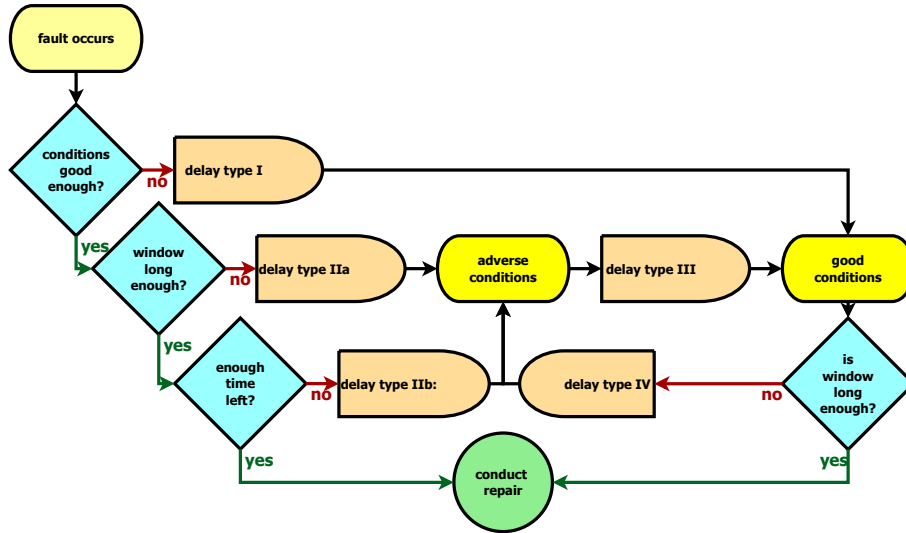 fault occurs
conditions
good
enough?
no
delay type I
yes
window
long
enough?
no
delay type IIa
adverse
conditions
delay type III
good
conditions
yes
enough
time
left?
no
delay type IIb:
delay type IV
no
is
window
long
enough?
yes
conduct
repair
yes